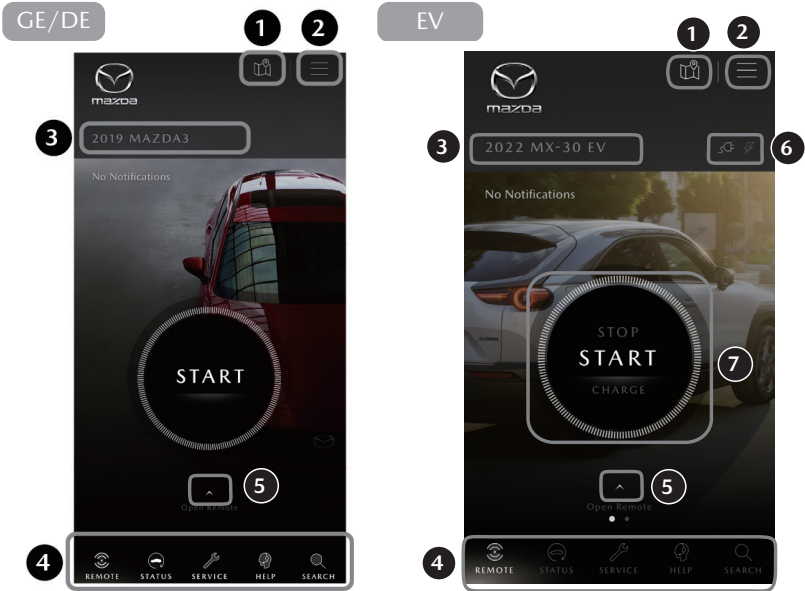 GE/DE
1
2
mazda
3
2019 MAZDA3
No Notifications
START
5
Open Remote
4
REMOTE STATUS SERVICE HELP SEARCH
EV
1
2
mazda
3
2022 MX-30 EV
6
No Notifications
STOP
START
CHARGE
7
5
Open Remote
4
REMOTE STATUS SERVICE HELP SEARCH